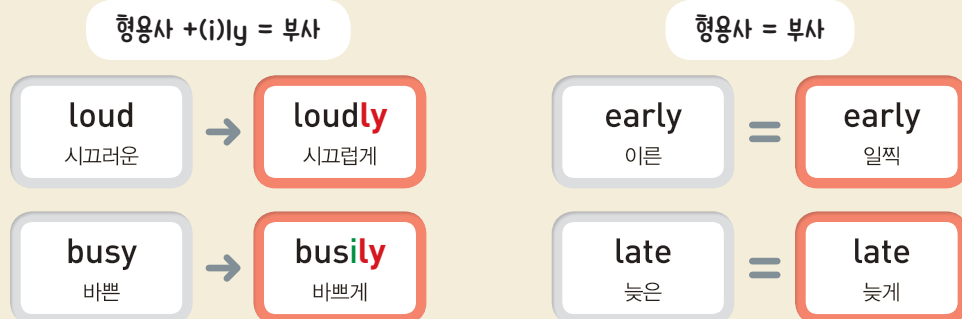 형용사 +(i)ly = 부사
loud
시끄러운
→
loudly
시끄럽게
busy
바쁜
→
busily
바쁘게
형용사 = 부사
early
이른
=
early
일찍
late
늦은
=
late
늦게